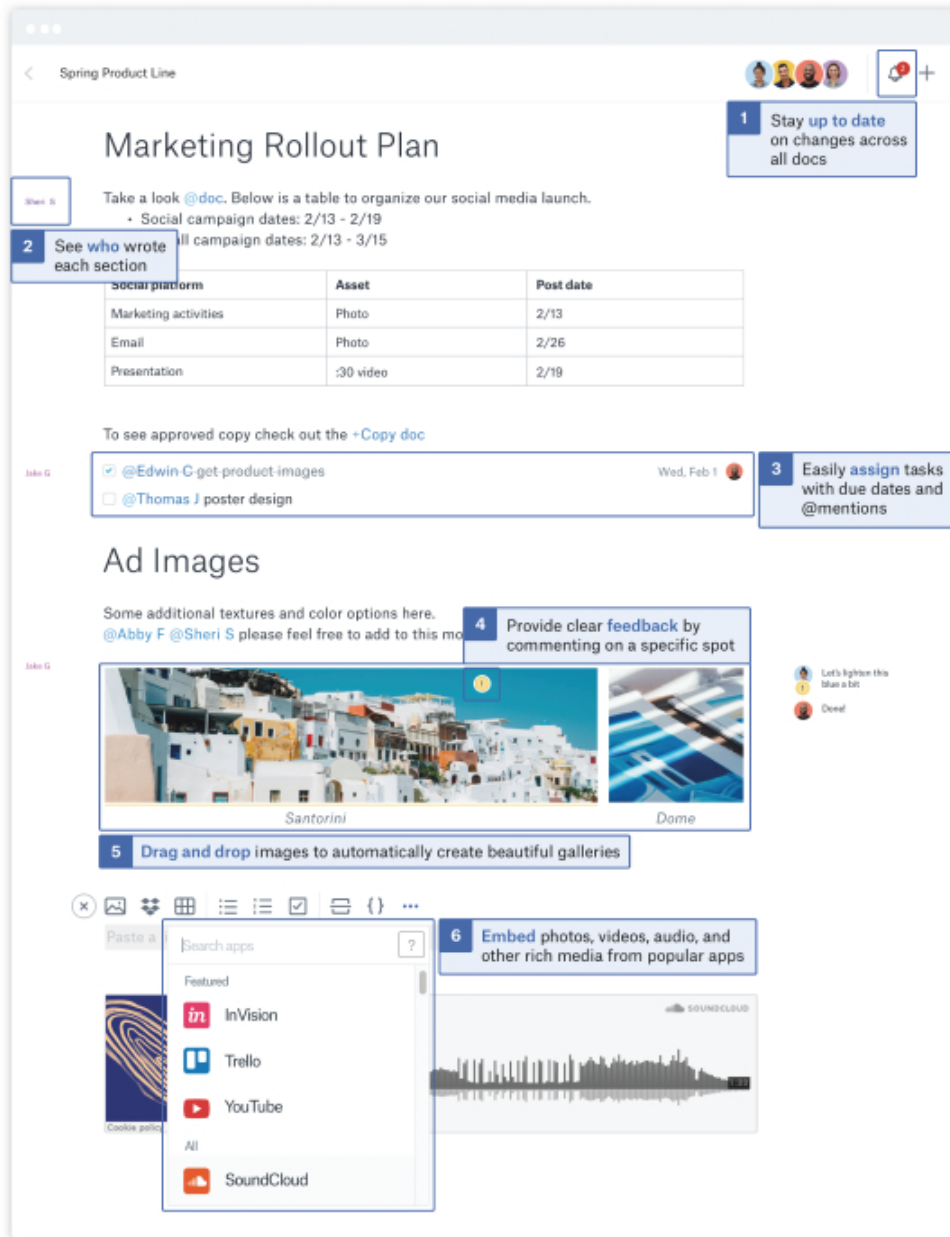 Spring Product Line
2
1 Stay up to date
on changes across
all docs
Marketing Rollout Plan
Sheri S
Take a look @doc. Below is a table to organize our social media launch.
• Social campaign dates: 2/13 - 2/19
ll campaign dates: 2/13 - 3/15
2 See who wrote
each section
Social platform Asset Post date
Marketing activities Photo 2/13
Email Photo 2/26
Presentation :30 video 2/19
To see approved copy check out the +Copy doc
John G
@Edwin C get product images Wed, Feb 1
@Thomas J poster design
3 Easily assign tasks
with due dates and
@mentions
Ad Images
Some additional textures and color options here.
@Abby F @Sheri S please feel free to add to this mo
4 Provide clear feedback by
commenting on a specific spot
John G
Let's lighten this
blue a bit
Done!
Santorini Dome
5 Drag and drop images to automatically create beautiful galleries
Paste a
6 Embed photos, videos, audio, and
other rich media from popular apps
Search apps ?
Featured
in InVision
Trello
YouTube
All
SoundCloud
SOUNDCLOUD
Cookie policy